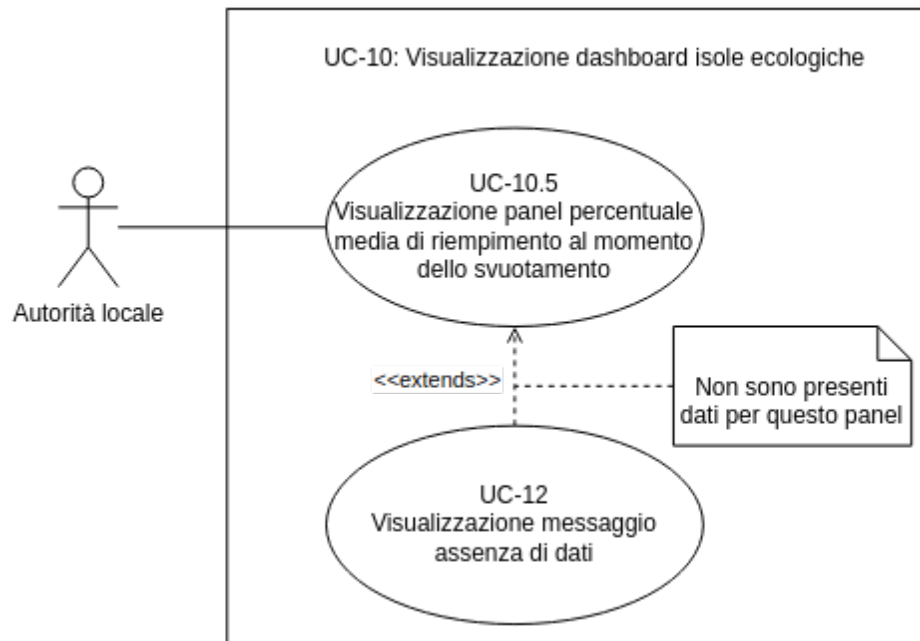 UC-10: Visualizzazione dashboard isole ecologiche
UC-10.5
Visualizzazione panel percentuale
media di riempimento al momento
dello svuotamento
Autorità locale
<<extends>>
Non sono presenti
dati per questo panel
UC-12
Visualizzazione messaggio
assenza di dati